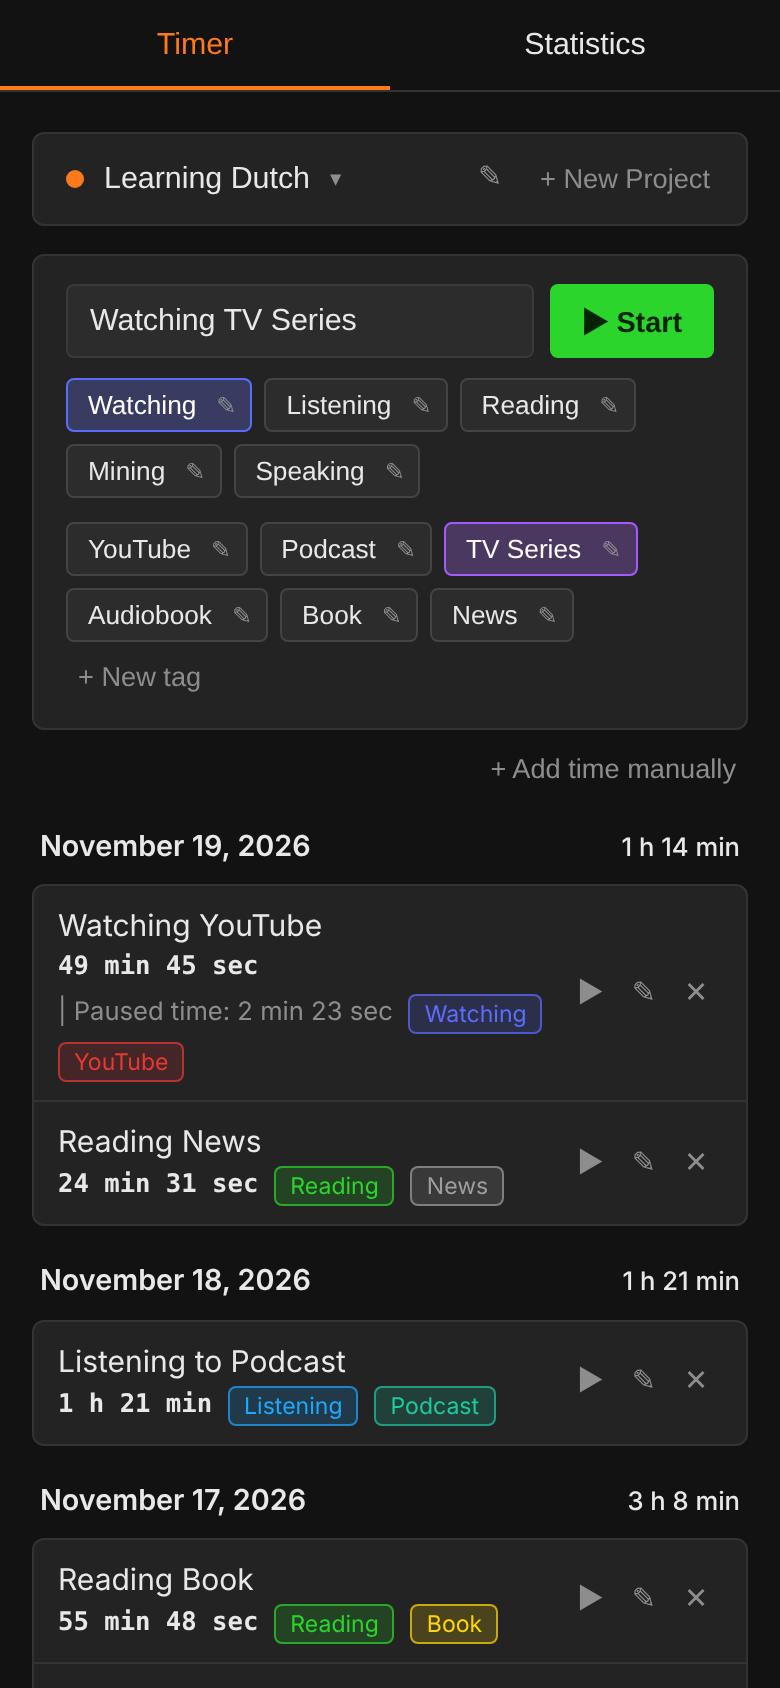 Timer Statistics
Learning Dutch ▾ ✎ + New Project
Watching TV Series ▶ Start
Watching ✎ Listening ✎ Reading ✎
Mining ✎ Speaking ✎
YouTube ✎ Podcast ✎ TV Series ✎
Audiobook ✎ Book ✎ News ✎
+ New tag
+ Add time manually
November 19, 2026 1 h 14 min
Watching YouTube
49 min 45 sec
| Paused time: 2 min 23 sec Watching
YouTube
Reading News
24 min 31 sec Reading News
November 18, 2026 1 h 21 min
Listening to Podcast
1 h 21 min Listening Podcast
November 17, 2026 3 h 8 min
Reading Book
55 min 48 sec Reading Book